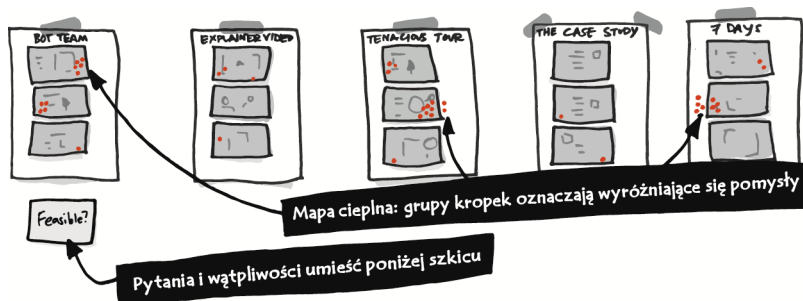 BOT TEAM
EXPLAINER VIDEO
TENACIOUS TOUR
THE CASE STUDY
7 DAYS
Mapa cieplna: grupy kropek oznaczają wyróżniające się pomysły
Feasible?
Pytania i wątpliwości umieść poniżej szkicu